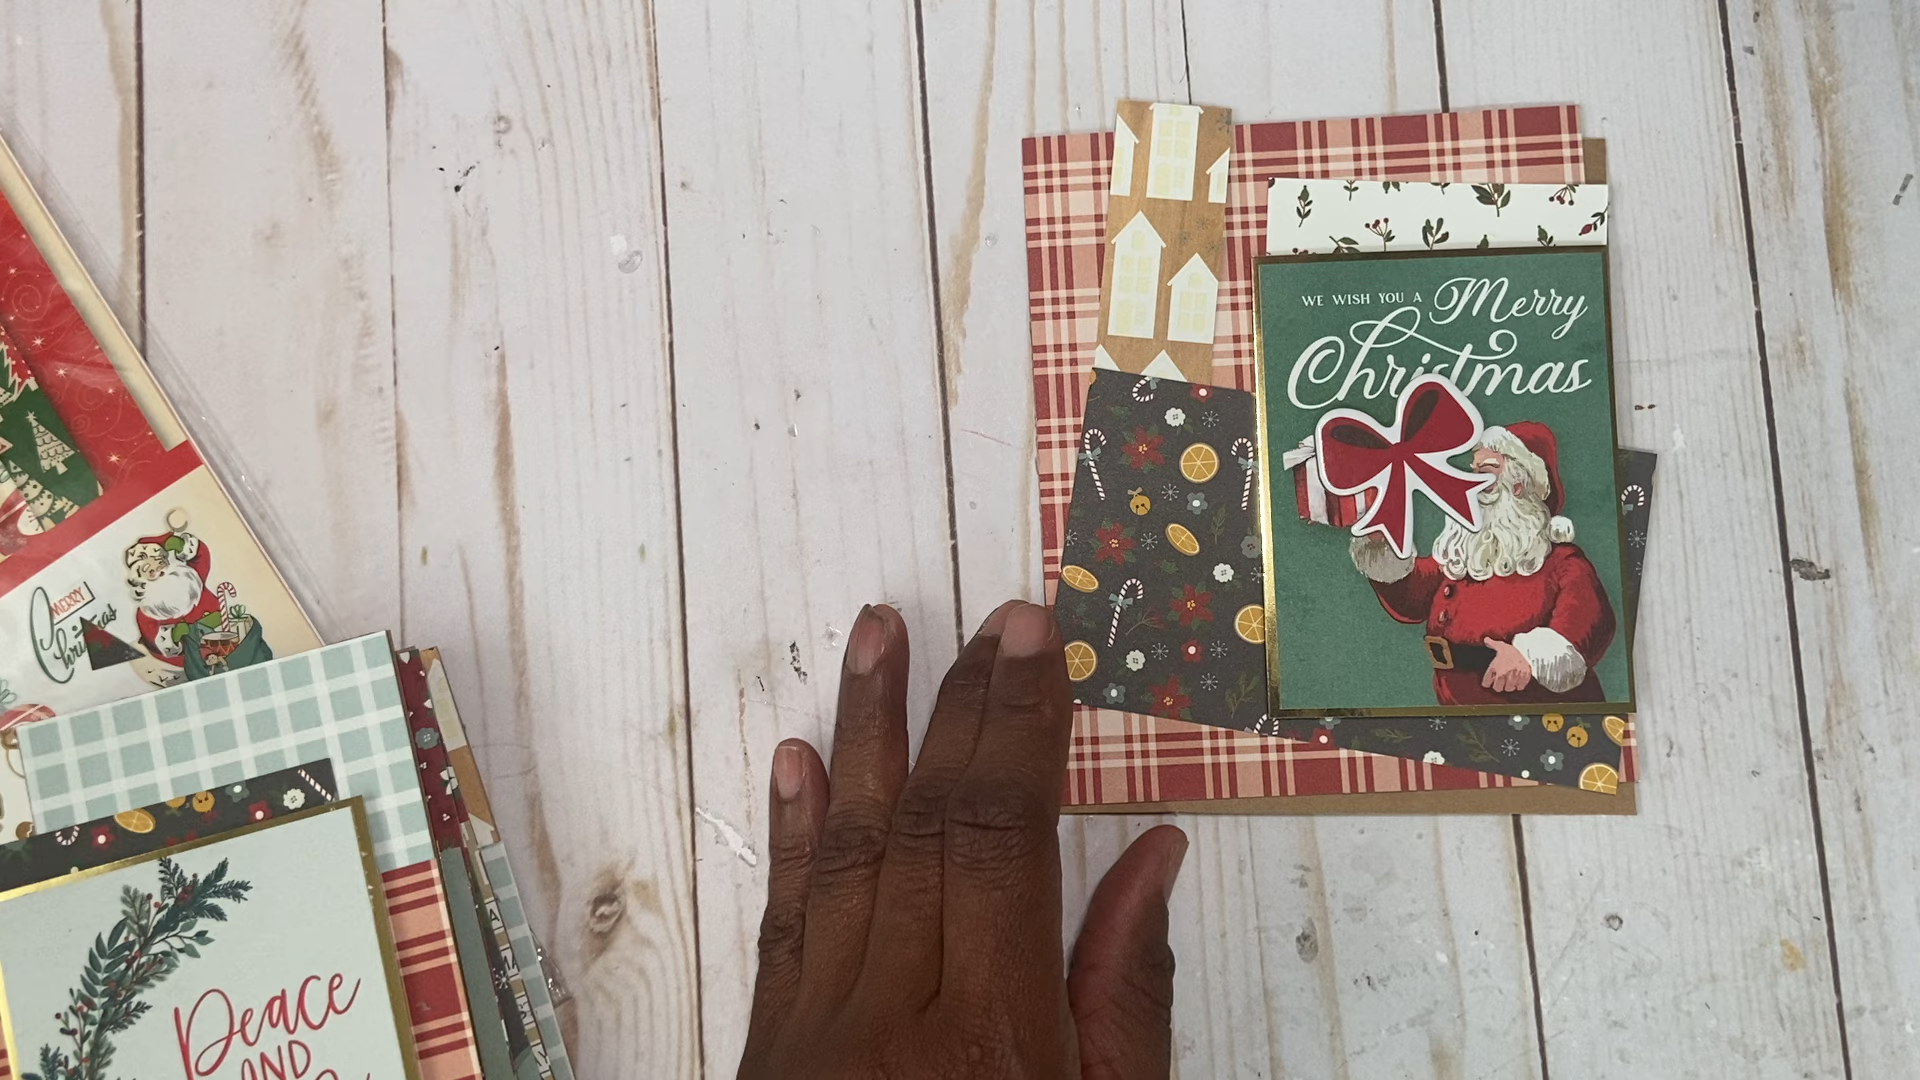 WE WISH YOU A Merry
Christmas
MERRY
Christmas
Peace
AND